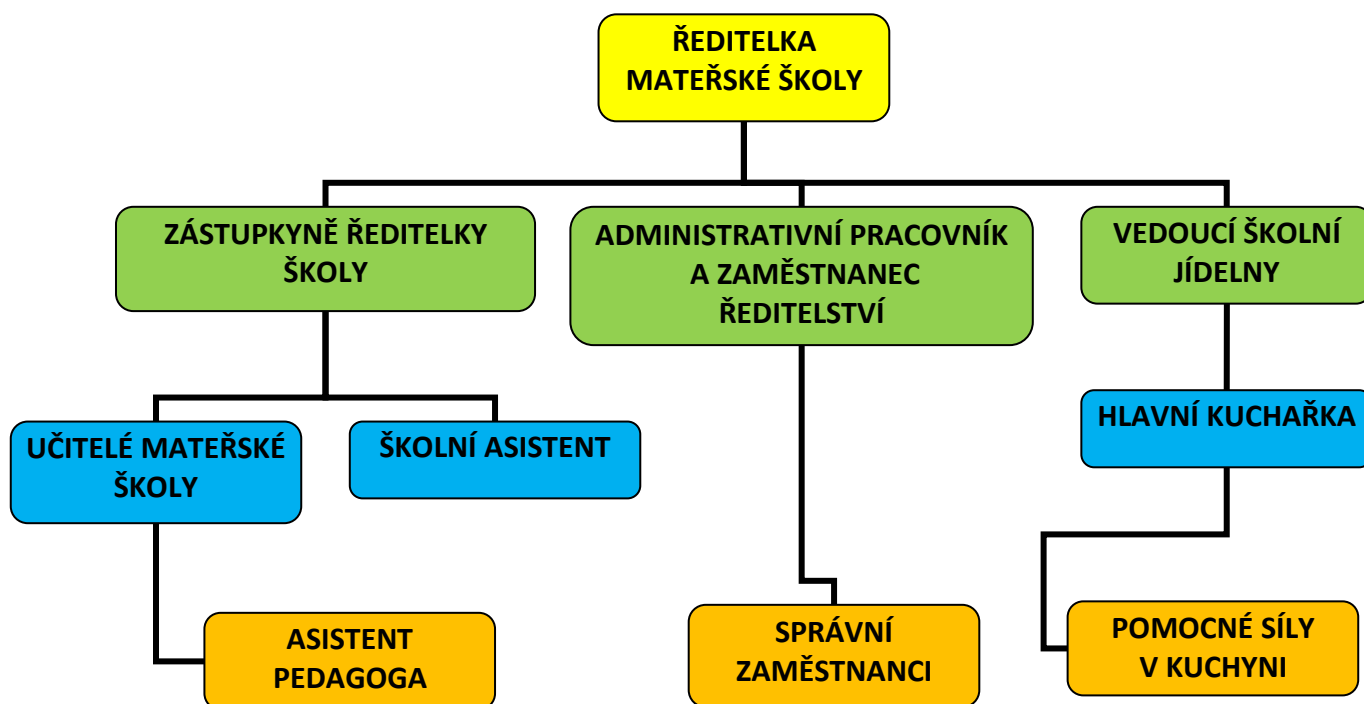 ŘEDITELKA
MATEŘSKÉ ŠKOLY
ZÁSTUPKYNĚ ŘEDITELKY
ŠKOLY
ADMINISTRATIVNÍ PRACOVNÍK
A ZAMĚSTNANEC
ŘEDITELSTVÍ
VEDOUCÍ ŠKOLNÍ
JÍDELNY
UČITELÉ MATEŘSKÉ
ŠKOLY
ŠKOLNÍ ASISTENT
HLAVNÍ KUCHAŘKA
ASISTENT
PEDAGOGA
SPRÁVNÍ
ZAMĚSTNANCI
POMOCNÉ SÍLY
V KUCHYNI